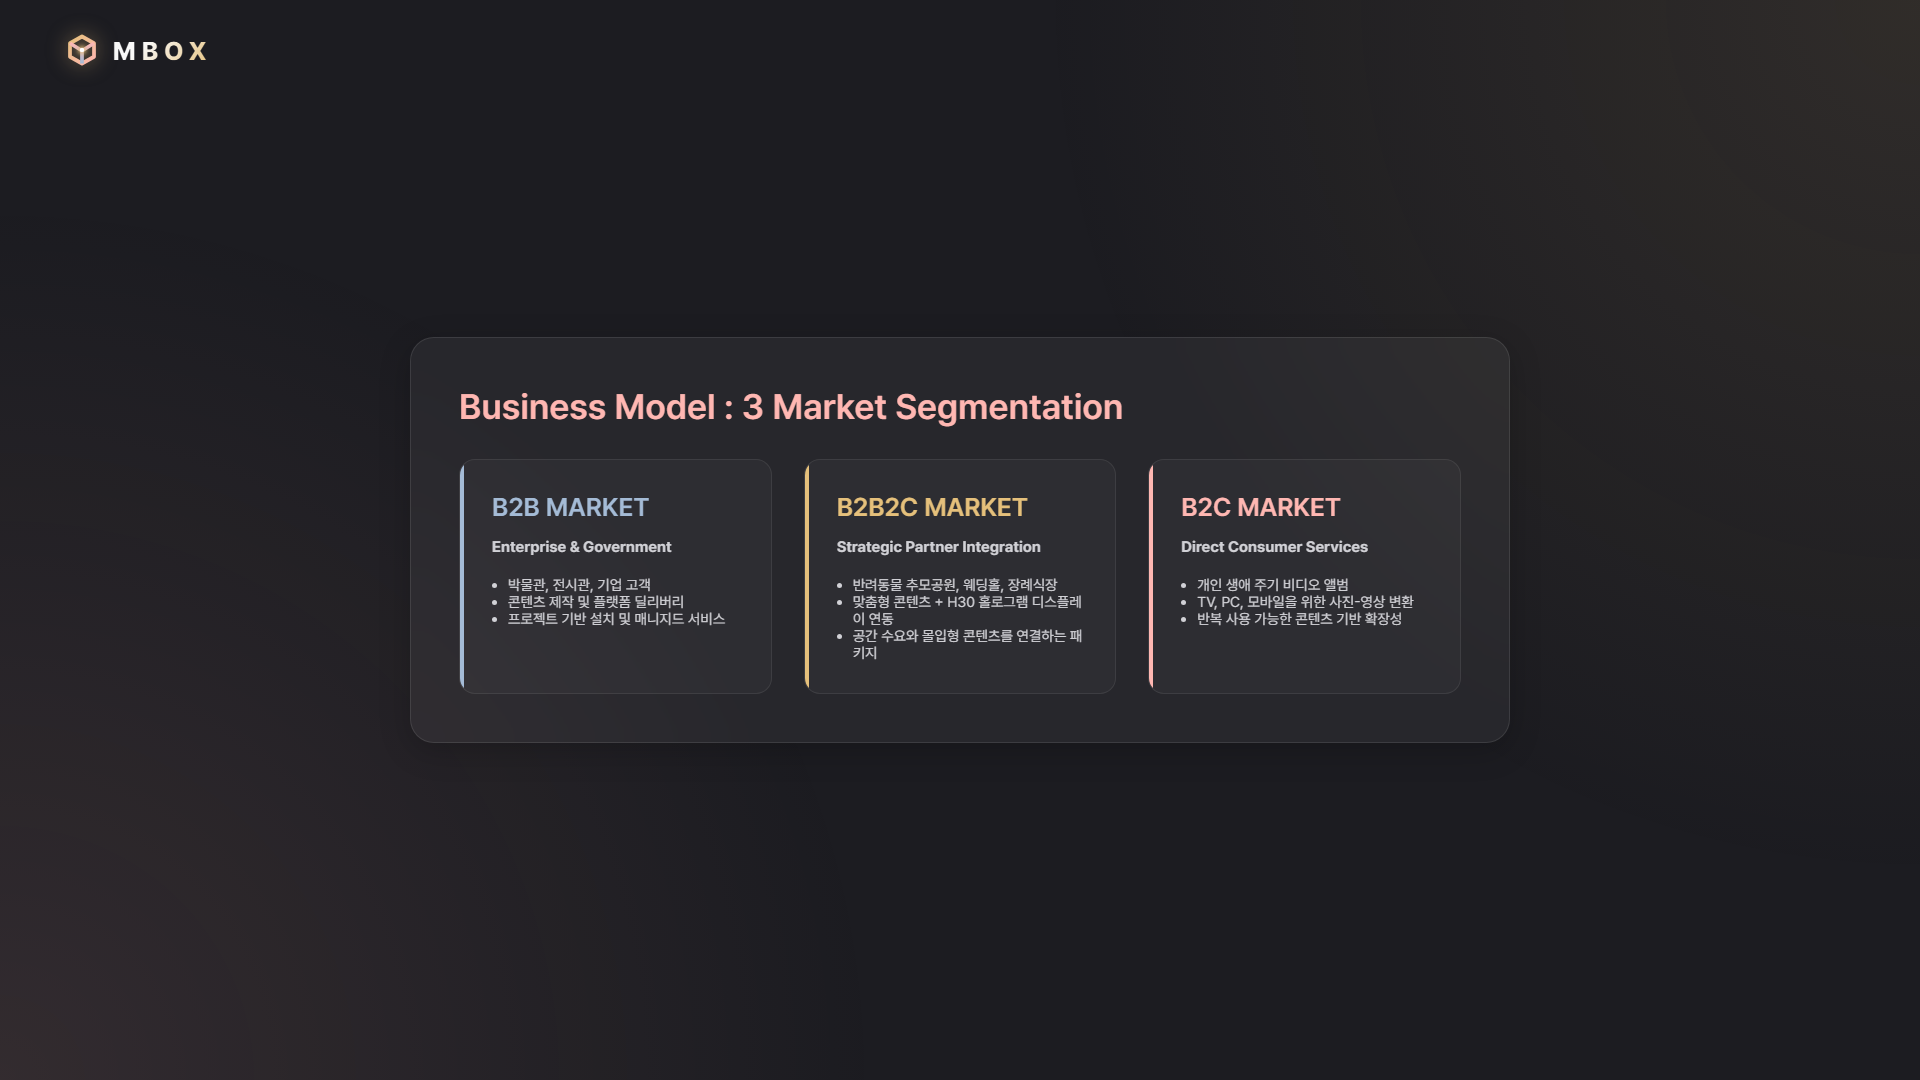 MBOX
Business Model : 3 Market Segmentation
B2B MARKET
Enterprise & Government
• 박물관, 전시관, 기업 고객
• 콘텐츠 제작 및 플랫폼 딜리버리
• 프로젝트 기반 설치 및 매니지드 서비스
B2B2C MARKET
Strategic Partner Integration
• 반려동물 추모공원, 웨딩홀, 장례식장
• 맞춤형 콘텐츠 + H30 홀로그램 디스플레
이 연동
• 공간 수요와 몰입형 콘텐츠를 연결하는 패
키지
B2C MARKET
Direct Consumer Services
• 개인 생애 주기 비디오 앨범
• TV, PC, 모바일을 위한 사진-영상 변환
• 반복 사용 가능한 콘텐츠 기반 확장성